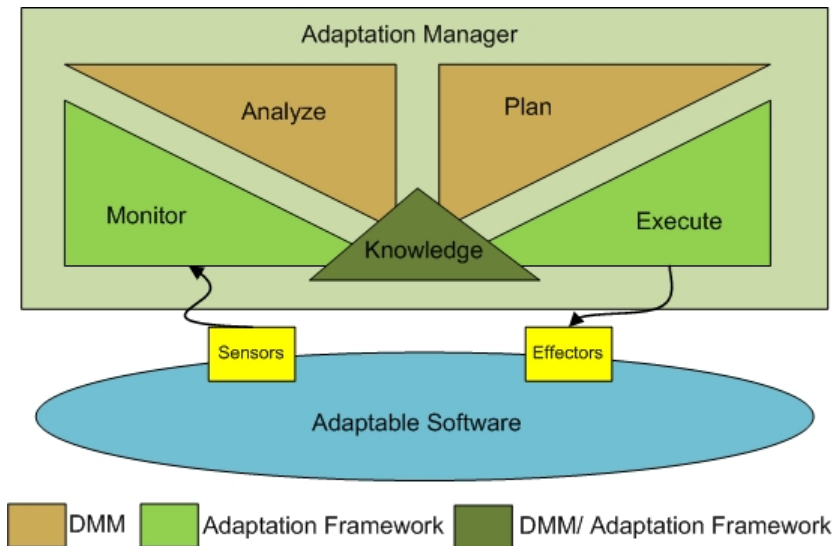 Adaptation Manager
Analyze
Plan
Monitor
Execute
Knowledge
Sensors
Effectors
Adaptable Software
DMM
Adaptation Framework
DMM/ Adaptation Framework